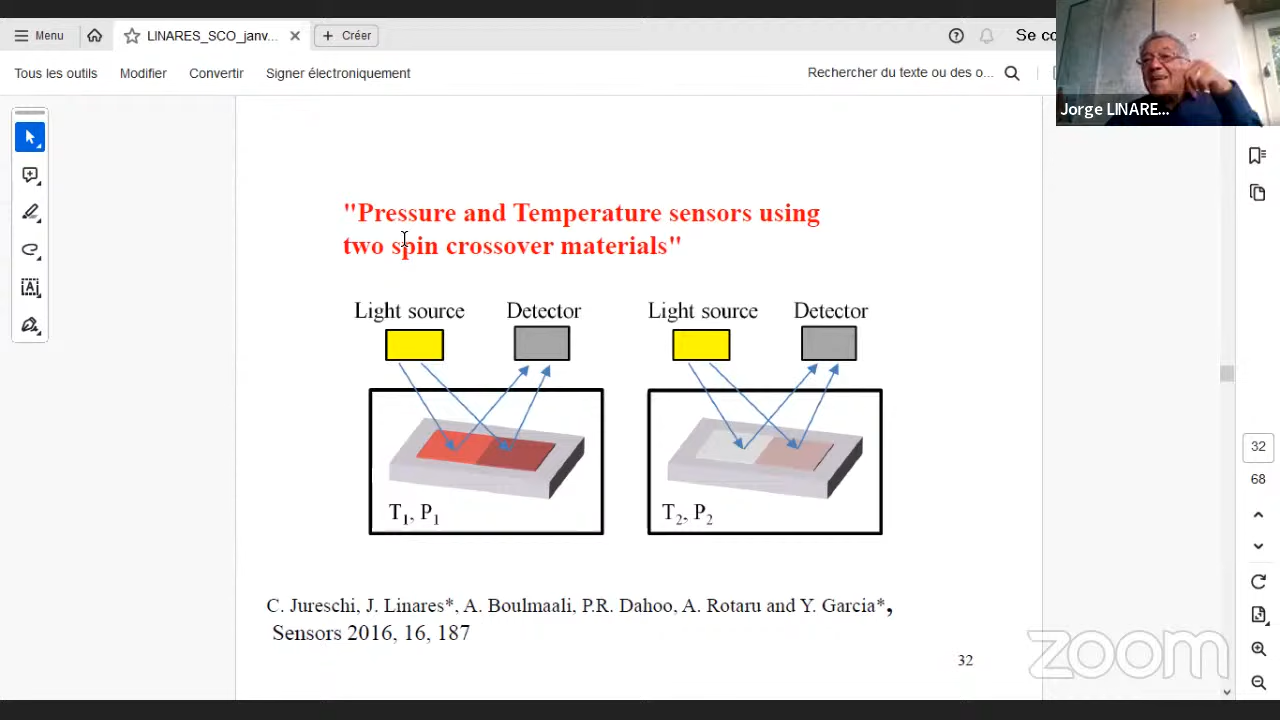 Menu
LINARES_SCO_janv...
Créer
Se co
Tous les outils
Modifier
Convertir
Signer électroniquement
Rechercher du texte ou des o...
Jorge LINARE...
"Pressure and Temperature sensors using
two spin crossover materials"
Light source
Detector
Light source
Detector
T1, P1
T2, P2
C. Jureschi, J. Linares*, A. Boulmaali, P.R. Dahoo, A. Rotaru and Y. Garcia*,
Sensors 2016, 16, 187
32
32
68
zoom